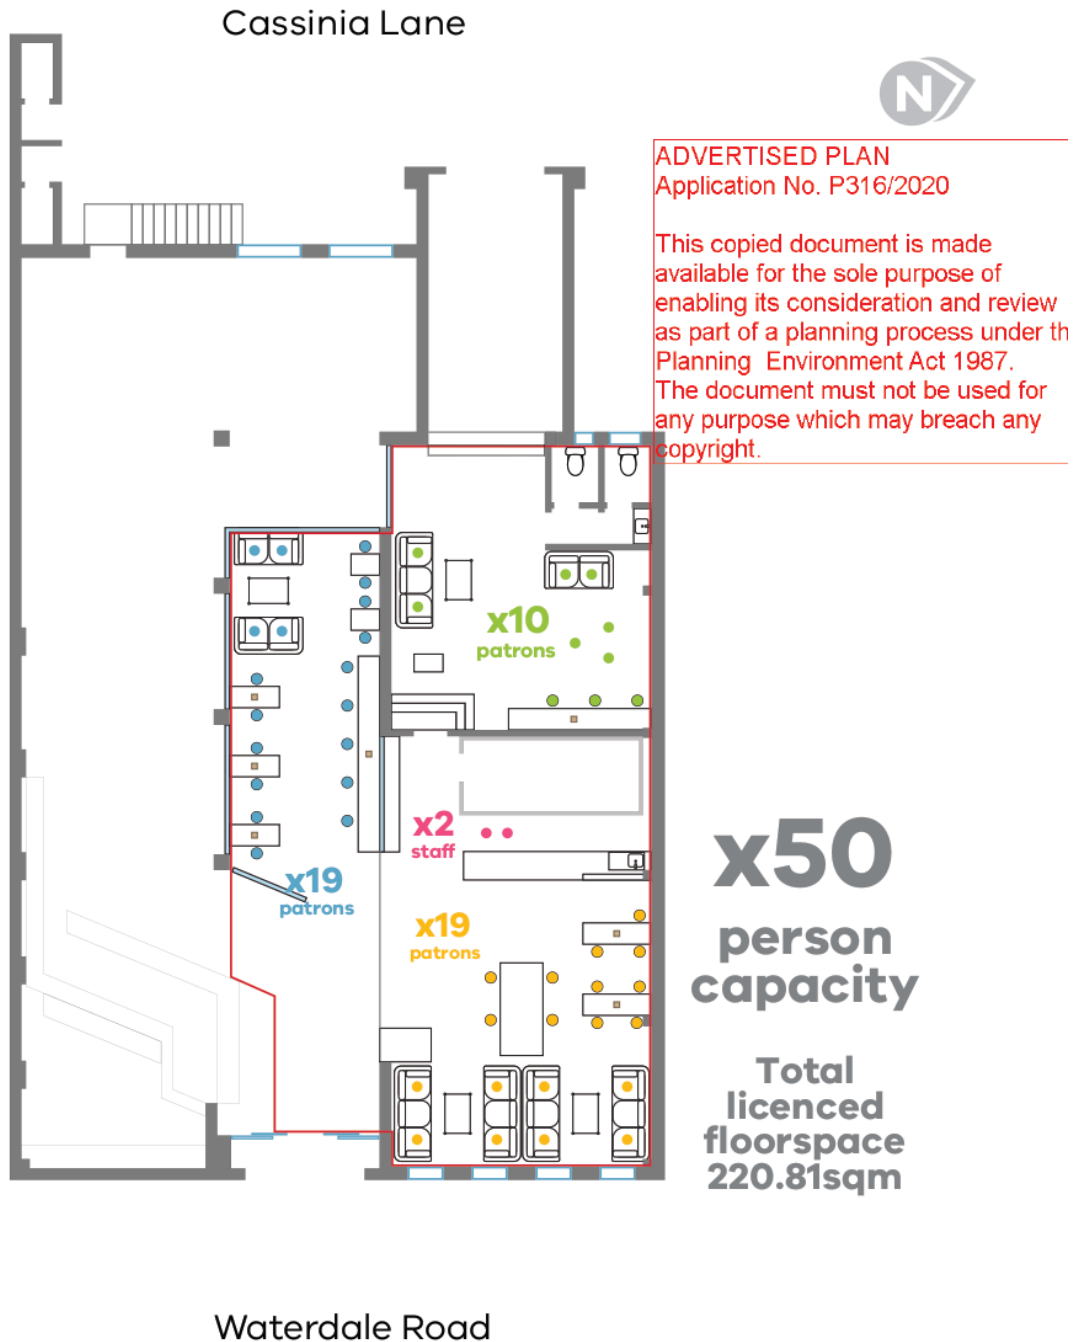 Cassinia Lane
N
ADVERTISED PLAN
Application No. P316/2020
This copied document is made
available for the sole purpose of
enabling its consideration and review
as part of a planning process under th
Planning Environment Act 1987.
The document must not be used for
any purpose which may breach any
copyright.
x10
patrons
x2
staff
x19
patrons
x19
patrons
x50
person
capacity
Total
licenced
floorspace
220.81sqm
Waterdale Road